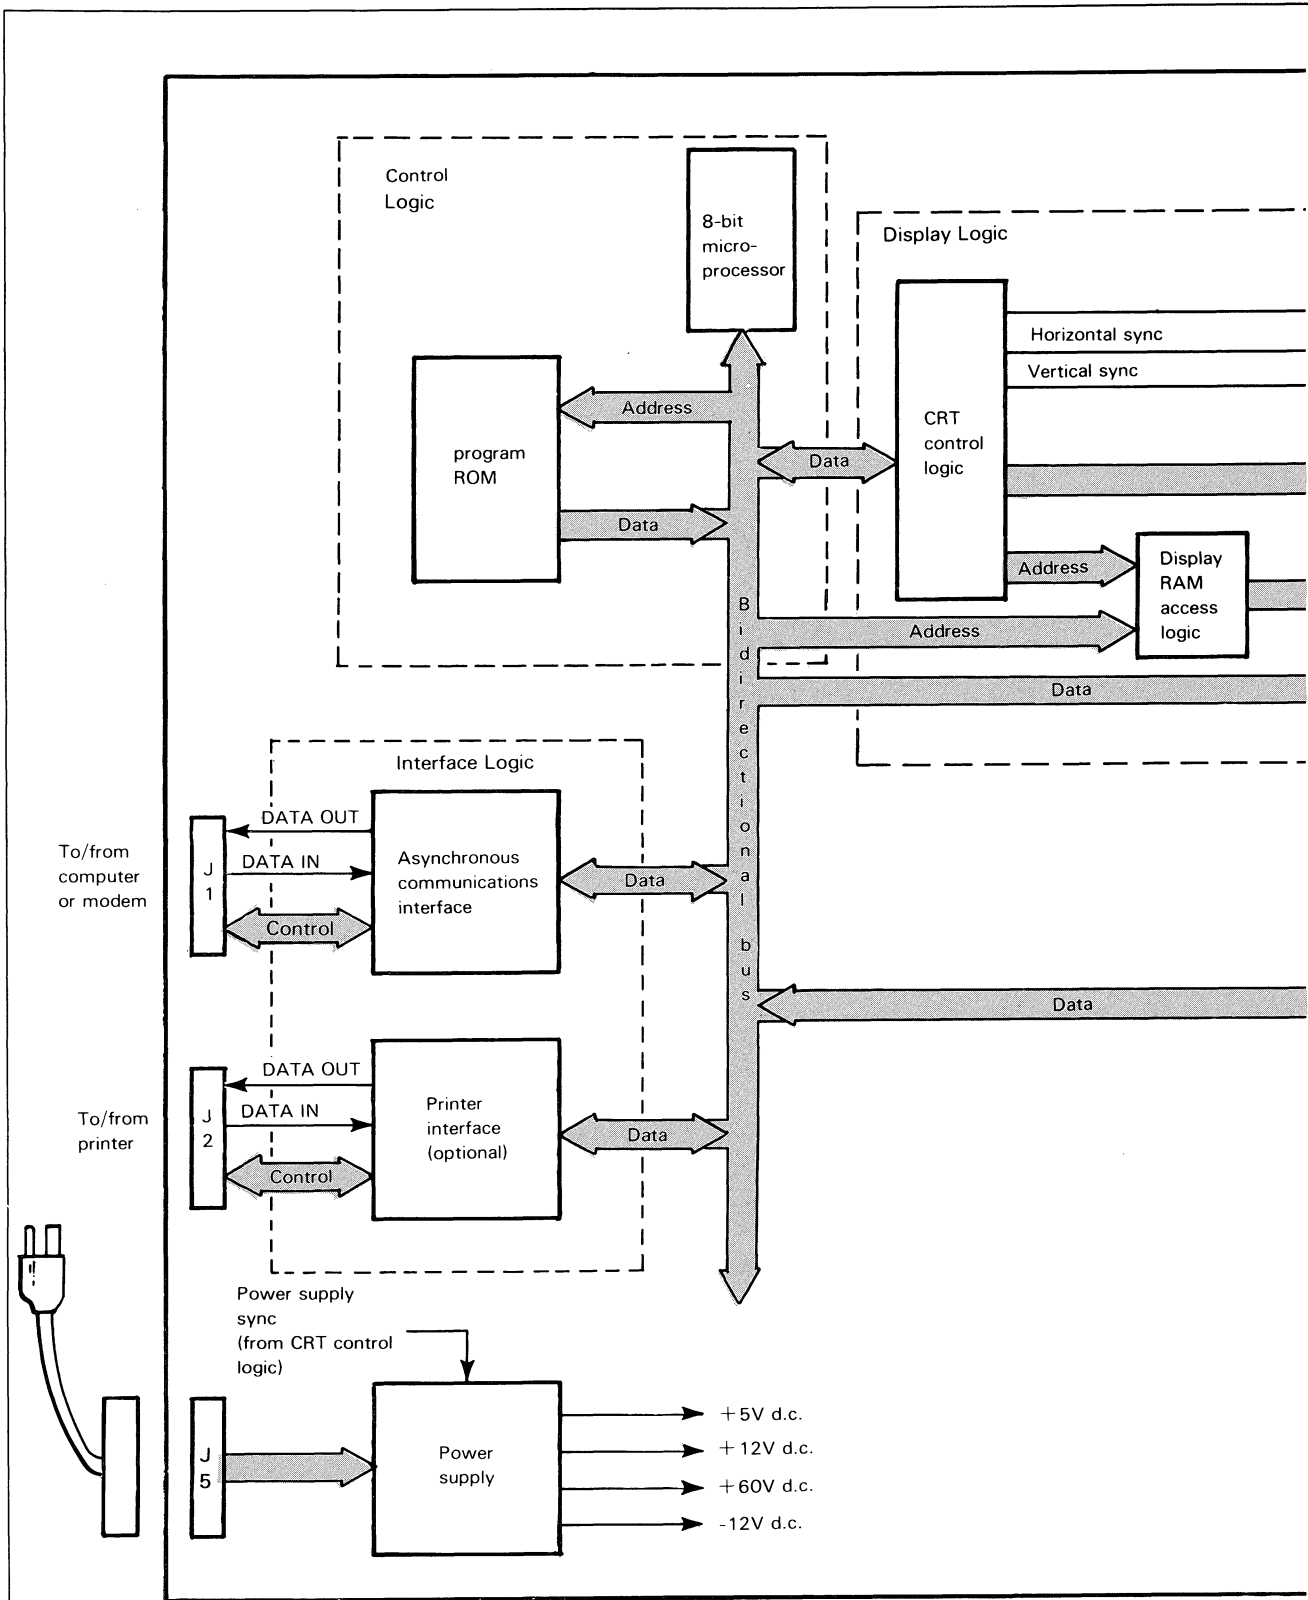 Control
Logic
8-bit
micro-
processor
Display Logic
Horizontal sync
Vertical sync
Address
program
ROM
CRT
control
logic
Data
Data
Display
RAM
access
logic
Address
Address
Data
Bidirectional bus
Interface Logic
DATA OUT
DATA IN
J
1
To/from
computer
or modem
Asynchronous
communications
interface
Data
Control
Data
DATA OUT
DATA IN
J
2
To/from
printer
Printer
interface
(optional)
Data
Control
Power supply
sync
(from CRT control
logic)
J
5
Power
supply
+5V d.c.
+12V d.c.
+60V d.c.
-12V d.c.